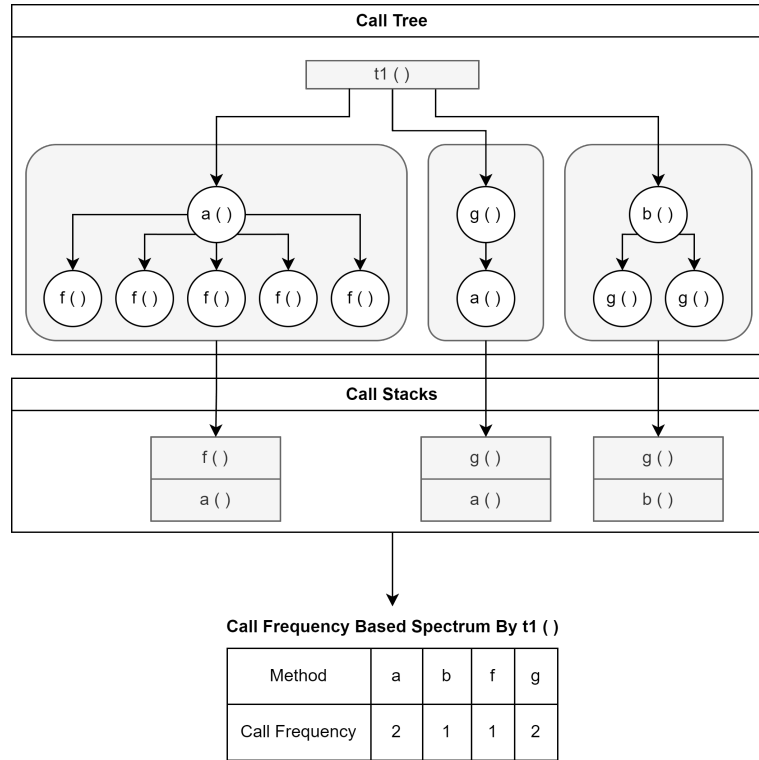 Call Tree
t1 ( )
a ( )
g ( )
b ( )
f ( )
f ( )
f ( )
f ( )
f ( )
a ( )
g ( )
g ( )
Call Stacks
f ( )
g ( )
g ( )
a ( )
a ( )
b ( )
Call Frequency Based Spectrum By t1 ( )
Method a b f g
Call Frequency 2 1 1 2